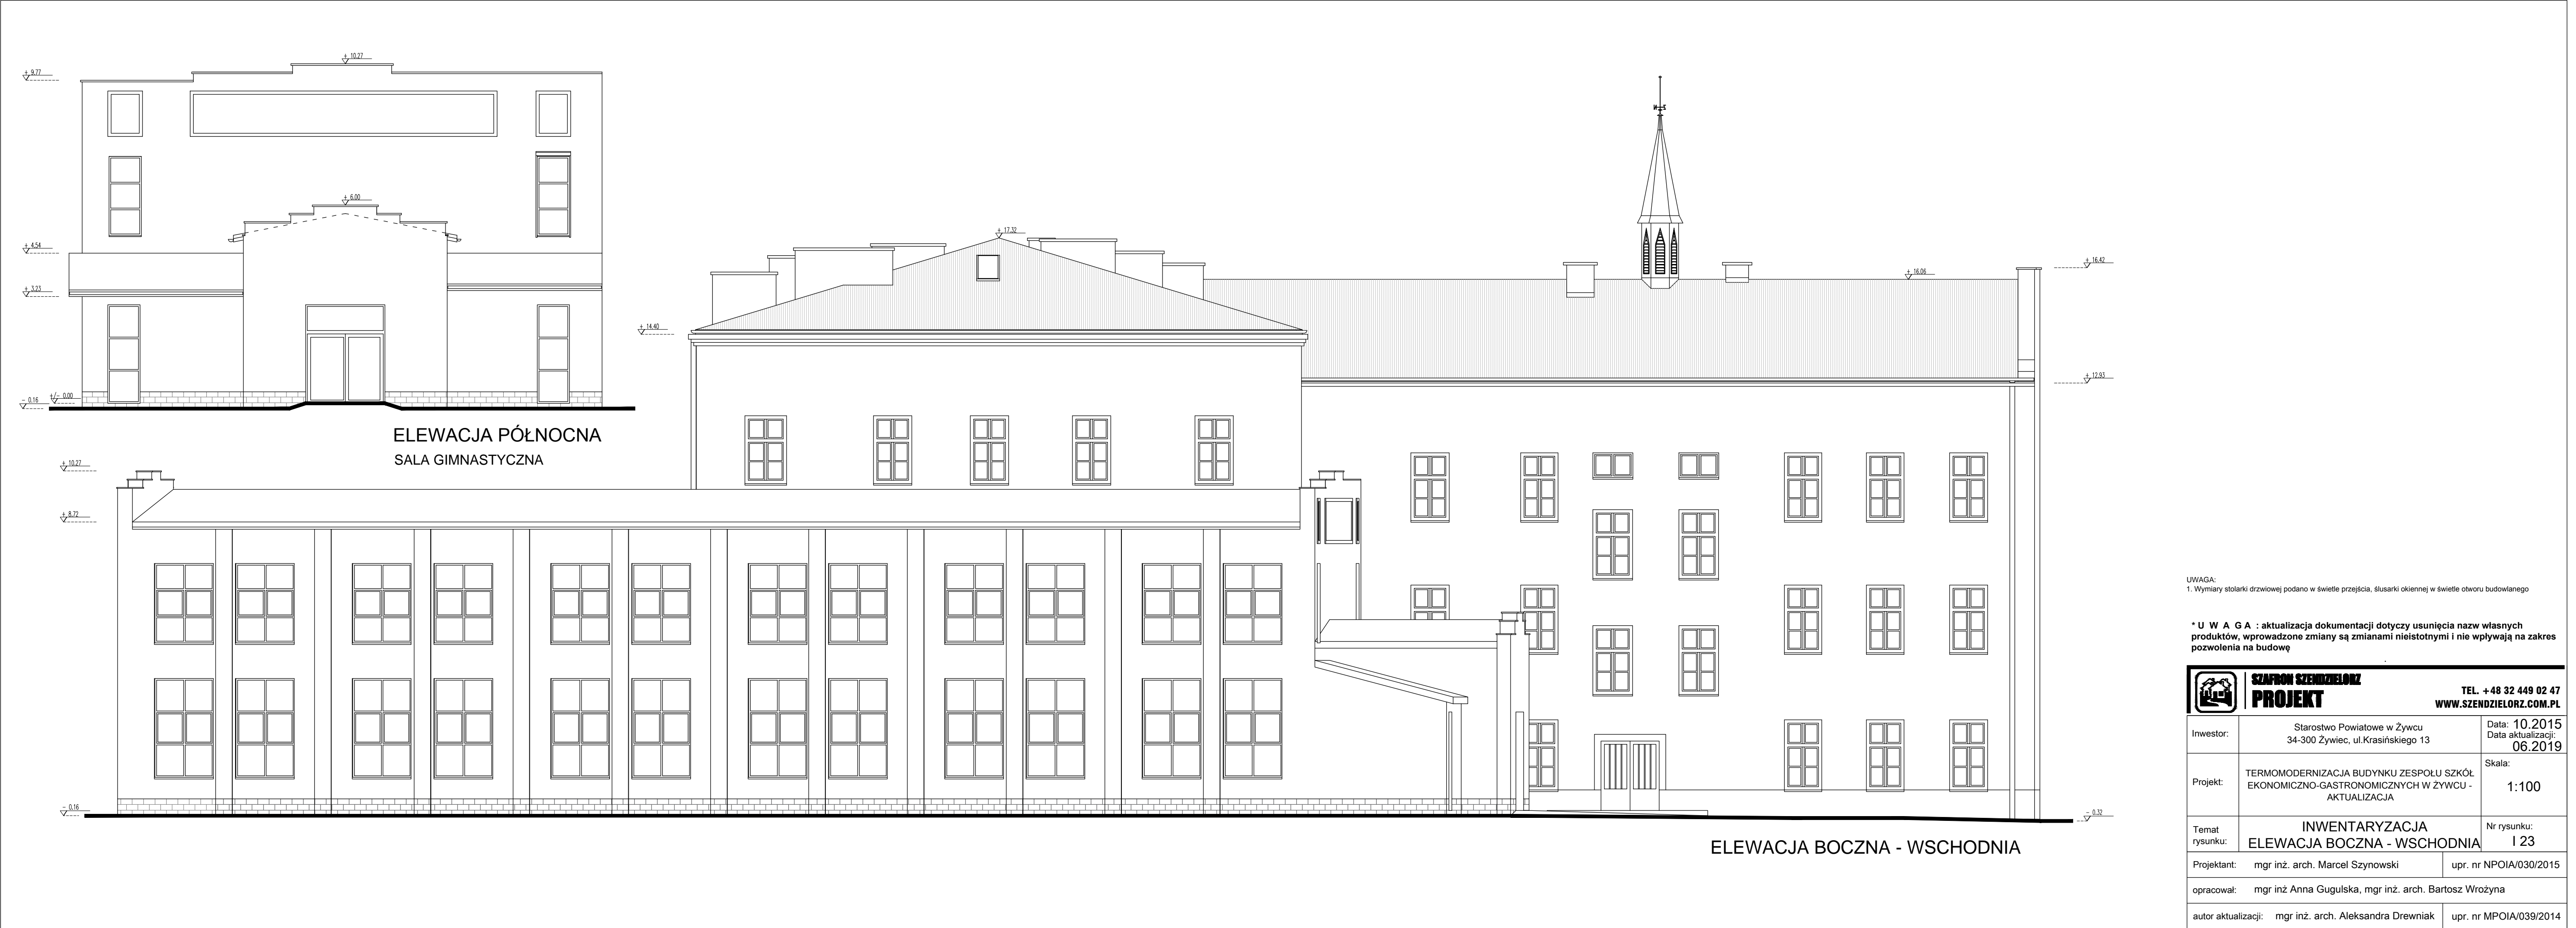 + 10.27
+ 9.77
+ 6.00
+ 4.54
+ 3.23
+/- 0.00
- 0.16
ELEWACJA PÓŁNOCNA
SALA GIMNASTYCZNA
+ 17.32
+ 16.42
+ 16.06
+ 14.40
+ 12.93
+ 10.27
+ 8.72
- 0.16
- 0.32
ELEWACJA BOCZNA - WSCHODNIA
UWAGA:
1. Wymiary stolarki drzwiowej podano w świetle przejścia, ślusarki okiennej w świetle otworu budowlanego
* U W A G A : aktualizacja dokumentacji dotyczy usunięcia nazw własnych
produktów, wprowadzone zmiany są zmianami nieistotnymi i nie wpływają na zakres
pozwolenia na budowę
SZAFRON SZENDZIELORZ
PROJEKT
TEL. +48 32 449 02 47
WWW.SZENDZIELORZ.COM.PL
Inwestor:
Starostwo Powiatowe w Żywcu
34-300 Żywiec, ul.Krasińskiego 13
Data: 10.2015
Data aktualizacji:
06.2019
Projekt:
TERMOMODERNIZACJA BUDYNKU ZESPOŁU SZKÓŁ
EKONOMICZNO-GASTRONOMICZNYCH W ŻYWCU -
AKTUALIZACJA
Skala:
1:100
Temat
rysunku:
INWENTARYZACJA
ELEWACJA BOCZNA - WSCHODNIA
Nr rysunku:
I 23
Projektant: mgr inż. arch. Marcel Szynowski upr. nr NPOIA/030/2015
opracował: mgr inż Anna Gugulska, mgr inż. arch. Bartosz Wrożyna
autor aktualizacji: mgr inż. arch. Aleksandra Drewniak upr. nr MPOIA/039/2014